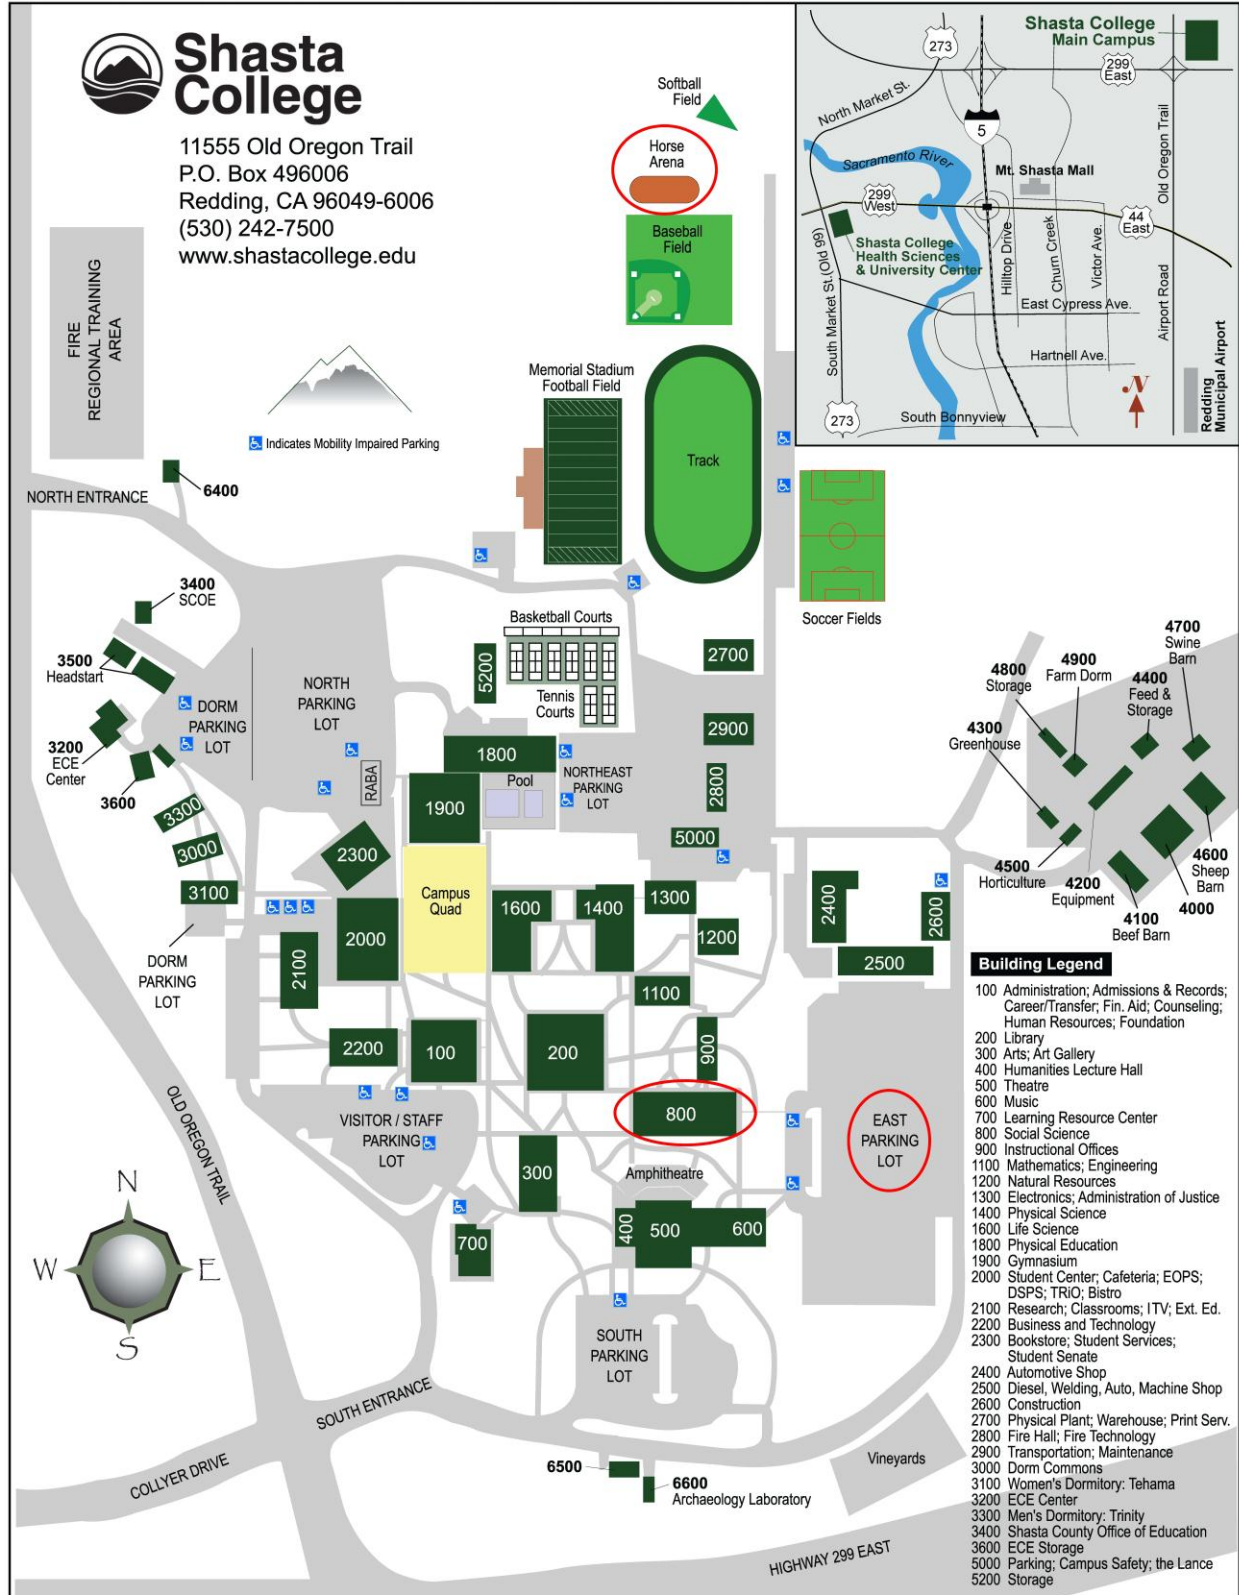 Shasta
College
11555 Old Oregon Trail
P.O. Box 496006
Redding, CA 96049-6006
(530) 242-7500
www.shastacollege.edu
Softball
Field
Horse
Arena
Baseball
Field
Shasta College
Main Campus
273
299
East
North Market St.
5
Sacramento River
Mt. Shasta Mall
Old Oregon Trail
299
West
44
East
Shasta College
Health Sciences
& University Center
South Market St.(Old 99)
Hilltop Drive
Churn Creek
Victor Ave.
Airport Road
East Cypress Ave.
Hartnell Ave.
N
273
South Bonnyview
Redding
Municipal Airport
FIRE
REGIONAL TRAINING
AREA
Indicates Mobility Impaired Parking
Memorial Stadium
Football Field
Track
NORTH ENTRANCE
6400
Soccer Fields
3400
SCOE
3500
Headstart
3200
ECE
Center
3600
DORM
PARKING
LOT
NORTH
PARKING
LOT
RABA
Basketball Courts
5200
Tennis
Courts
2700
2900
1800
Pool
NORTHEAST
PARKING
LOT
2800
1900
5000
3300
3000
3100
2300
Campus
Quad
4700
Swine
Barn
4800
Storage
4900
Farm Dorm
4400
Feed &
Storage
4300
Greenhouse
4500
Horticulture
4200
Equipment
4600
Sheep
Barn
4000
4100
Beef Barn
1300
1600
1400
1200
2400
2600
2500
2000
2100
DORM
PARKING
LOT
1100
2200
100
200
900
800
OLD OREGON TRAIL
VISITOR / STAFF
PARKING
LOT
EAST
PARKING
LOT
300
Amphitheatre
400
500
600
700
N
W
E
S
SOUTH
PARKING
LOT
SOUTH ENTRANCE
COLLYER DRIVE
6500
6600
Archaeology Laboratory
Vineyards
HIGHWAY 299 EAST
Building Legend
100 Administration; Admissions & Records;
Career/Transfer; Fin. Aid; Counseling;
Human Resources; Foundation
200 Library
300 Arts; Art Gallery
400 Humanities Lecture Hall
500 Theatre
600 Music
700 Learning Resource Center
800 Social Science
900 Instructional Offices
1100 Mathematics; Engineering
1200 Natural Resources
1300 Electronics; Administration of Justice
1400 Physical Science
1600 Life Science
1800 Physical Education
1900 Gymnasium
2000 Student Center; Cafeteria; EOPS;
DSPS; TRiO; Bistro
2100 Research; Classrooms; ITV; Ext. Ed.
2200 Business and Technology
2300 Bookstore; Student Services;
Student Senate
2400 Automotive Shop
2500 Diesel, Welding, Auto, Machine Shop
2600 Construction
2700 Physical Plant; Warehouse; Print Serv.
2800 Fire Hall; Fire Technology
2900 Transportation; Maintenance
3000 Dorm Commons
3100 Women's Dormitory: Tehama
3200 ECE Center
3300 Men's Dormitory: Trinity
3400 Shasta County Office of Education
3600 ECE Storage
5000 Parking; Campus Safety; the Lance
5200 Storage